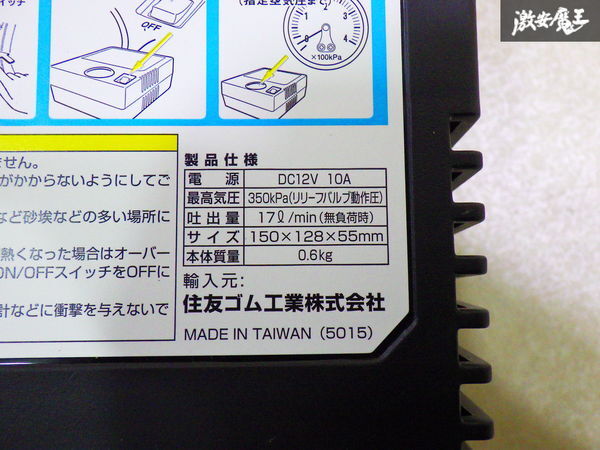 激安魔王
スイッチ
OFF
(指定空気圧まで)
×100kPa
ません。
がかからないようにしてご
など砂埃などの多い場所に
熱くなった場合はオーバー
ON/OFFスイッチをOFFに
計などに衝撃を与えないで
製品仕様
電源 DC12V 10A
最高気圧 350kPa(リリーフバルブ動作圧)
吐出量 17ℓ/min(無負荷時)
サイズ 150×128×55mm
本体質量 0.6kg
輸入元:
住友ゴム工業株式会社
MADE IN TAIWAN (5015)